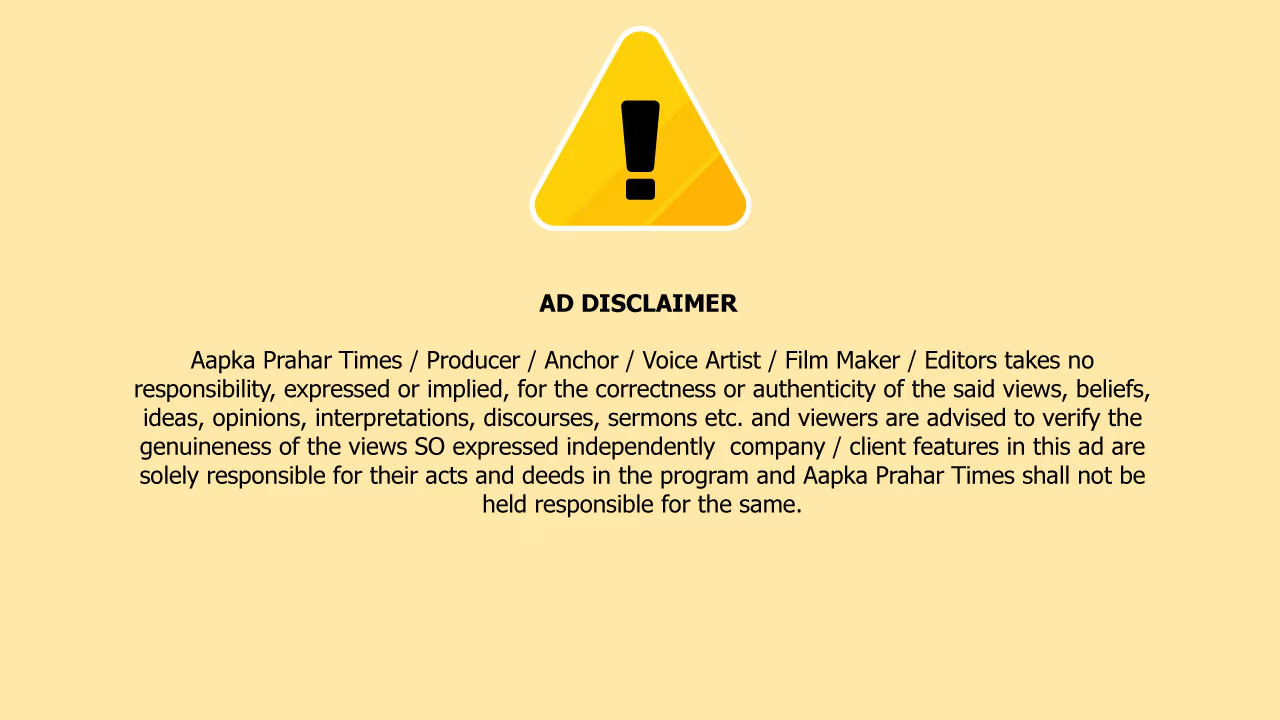 AD DISCLAIMER
Aapka Prahar Times / Producer / Anchor / Voice Artist / Film Maker / Editors takes no
responsibility, expressed or implied, for the correctness or authenticity of the said views, beliefs,
ideas, opinions, interpretations, discourses, sermons etc. and viewers are advised to verify the
genuineness of the views SO expressed independently  company / client features in this ad are
solely responsible for their acts and deeds in the program and Aapka Prahar Times shall not be
held responsible for the same.